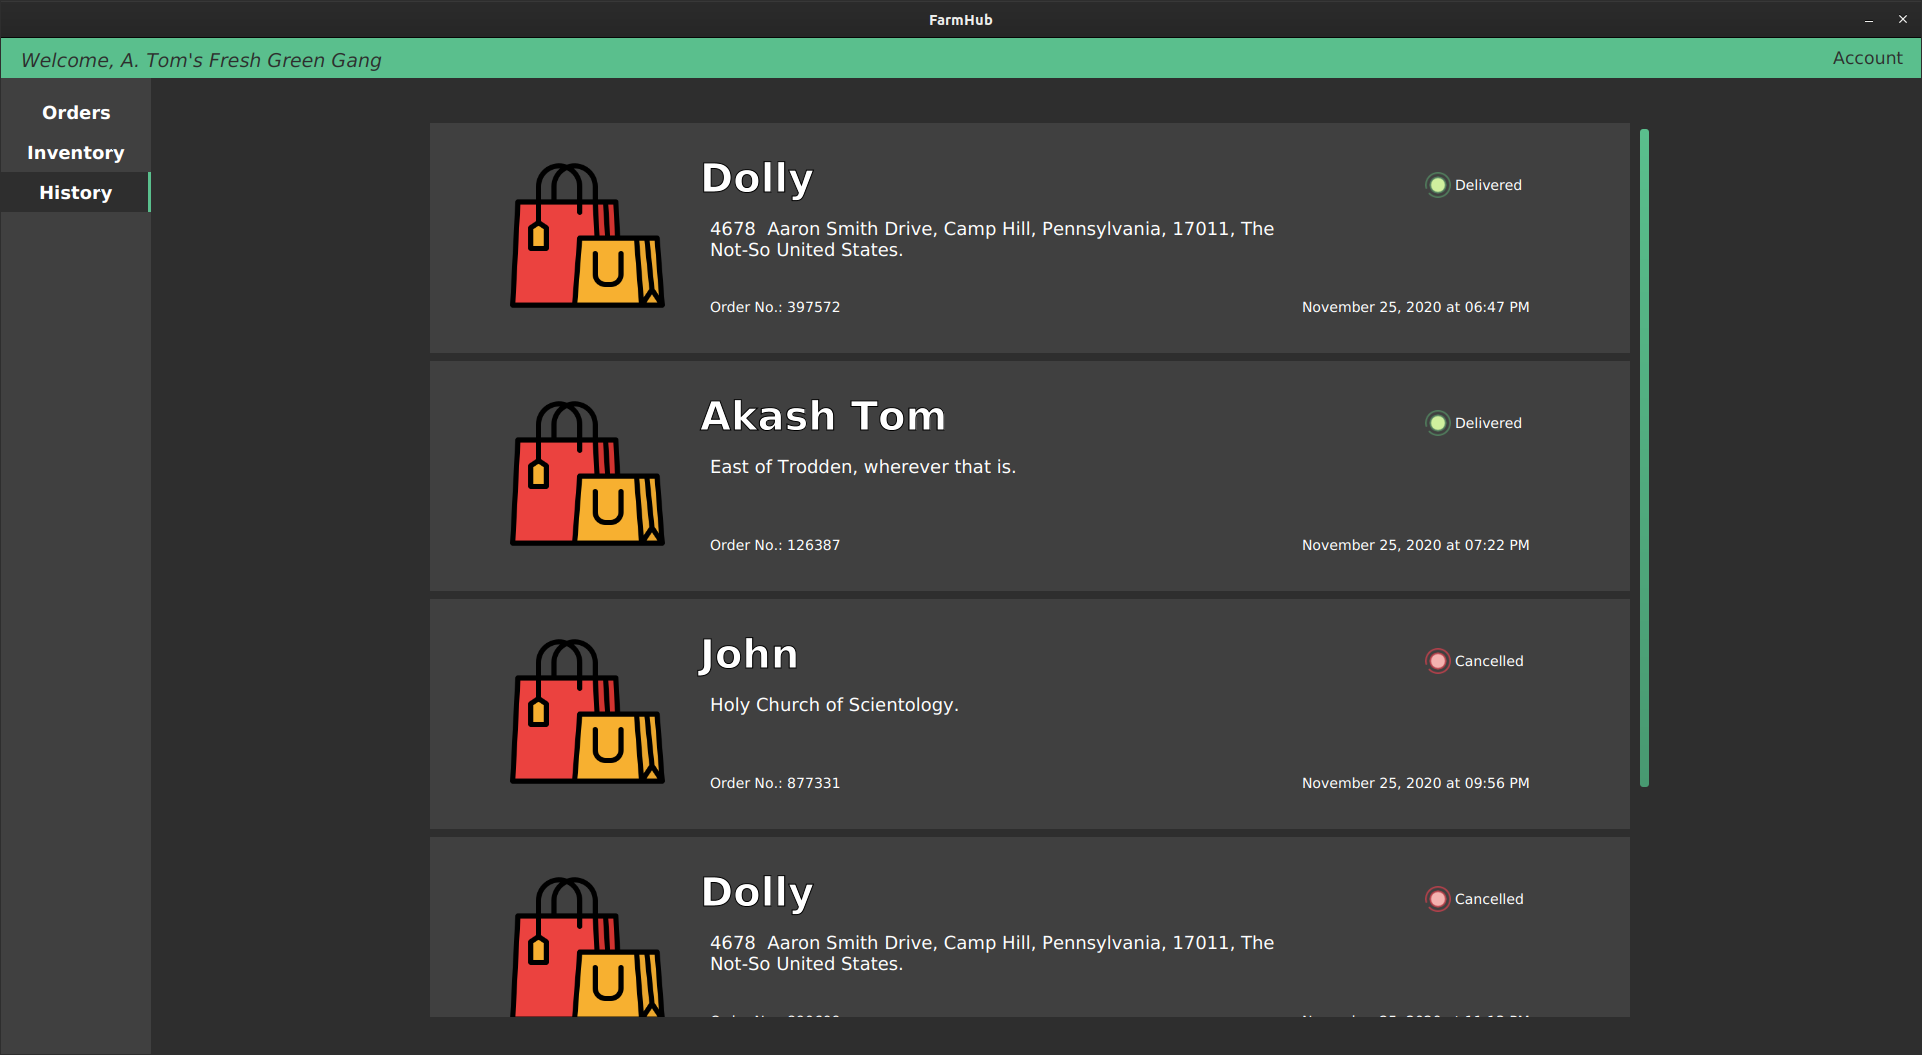 FarmHub
Welcome, A. Tom's Fresh Green Gang
Account
Orders
Inventory
History
Dolly
Delivered
4678 Aaron Smith Drive, Camp Hill, Pennsylvania, 17011, The
Not-So United States.
Order No.: 397572
November 25, 2020 at 06:47 PM
Akash Tom
Delivered
East of Trodden, wherever that is.
Order No.: 126387
November 25, 2020 at 07:22 PM
John
Cancelled
Holy Church of Scientology.
Order No.: 877331
November 25, 2020 at 09:56 PM
Dolly
Cancelled
4678 Aaron Smith Drive, Camp Hill, Pennsylvania, 17011, The
Not-So United States.